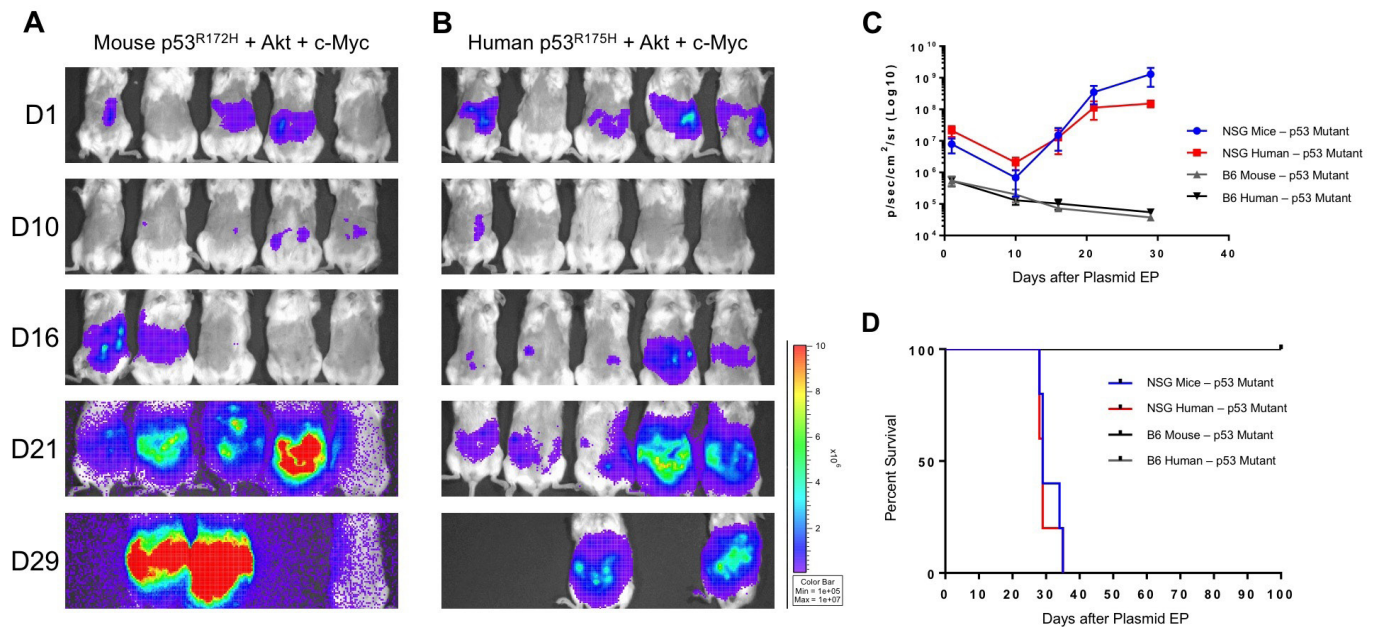 A
Mouse p53R172H + Akt + c-Myc
D1
D10
D16
D21
D29
B
Human p53R175H + Akt + c-Myc
10
8
6
4
2
x10^6
Color Bar
Min = 1e+05
Max = 1e+07
C
p/sec/cm^2/sr (Log10)
10^10
10^9
10^8
10^7
10^6
10^5
10^4
0
10
20
30
40
Days after Plasmid EP
NSG Mice – p53 Mutant
NSG Human – p53 Mutant
B6 Mouse – p53 Mutant
B6 Human – p53 Mutant
D
Percent Survival
100
50
0
0 10 20 30 40 50 60 70 80 90 100
Days after Plasmid EP
NSG Mice – p53 Mutant
NSG Human – p53 Mutant
B6 Mouse – p53 Mutant
B6 Human – p53 Mutant